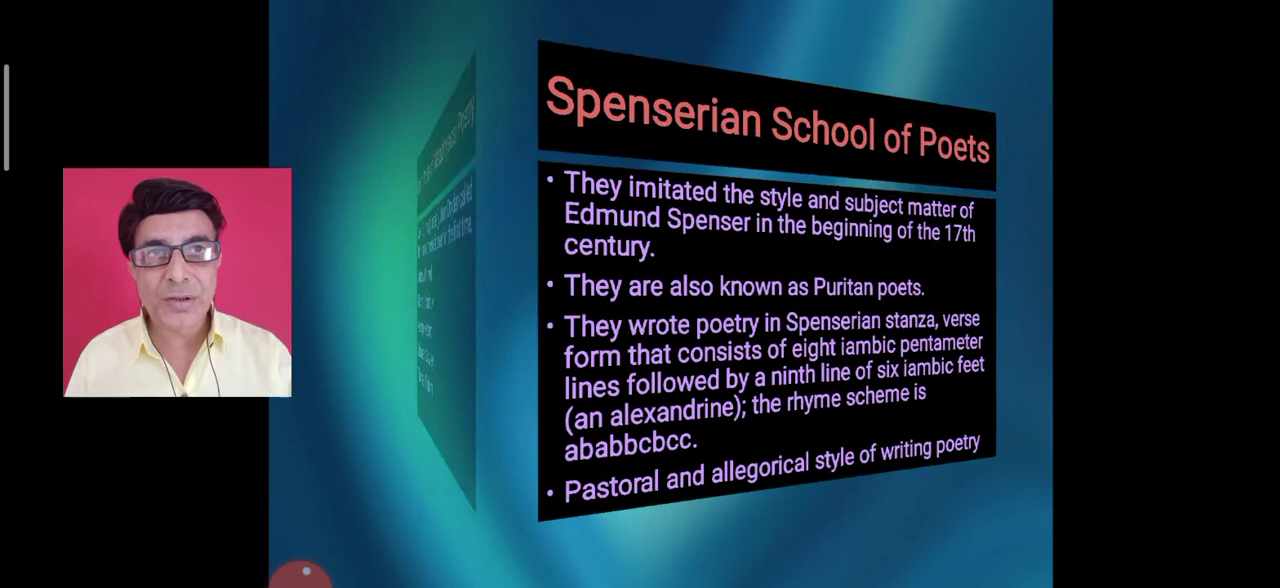 Spenserian School of Poets
• They imitated the style and subject matter of
Edmund Spenser in the beginning of the 17th
century.
• They are also known as Puritan poets.
• They wrote poetry in Spenserian stanza, verse
form that consists of eight iambic pentameter
lines followed by a ninth line of six iambic feet
(an alexandrine); the rhyme scheme is
ababbcbcc.
• Pastoral and allegorical style of writing poetry